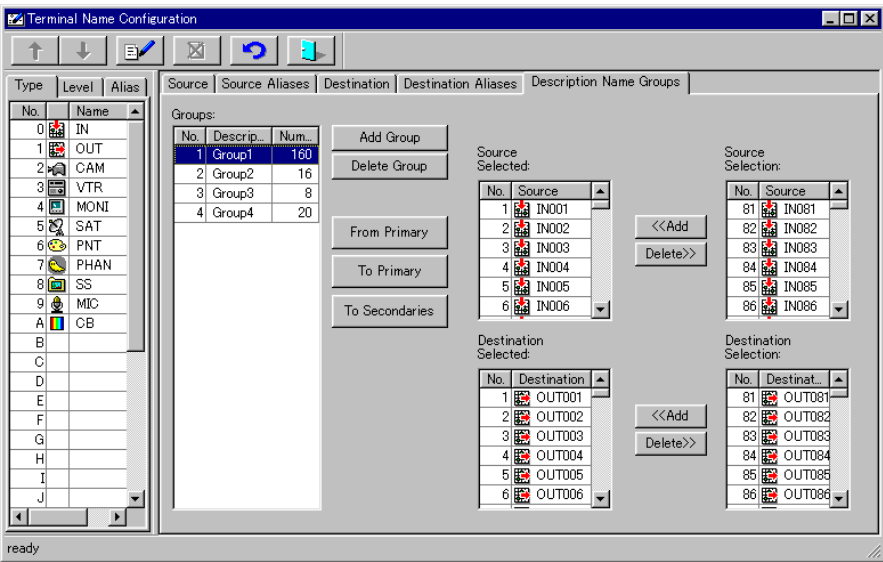 Terminal Name Configuration
Type Level Alias
No. Name
0 IN
1 OUT
2 CAM
3 VTR
4 MONI
5 SAT
6 PNT
7 PHAN
8 SS
9 MIC
A CB
B
C
D
E
F
G
H
I
J
Source Source Aliases Destination Destination Aliases Description Name Groups
Groups:
No. Descrip... Num...
1 Group1 160
2 Group2 16
3 Group3 8
4 Group4 20
Add Group
Delete Group
From Primary
To Primary
To Secondaries
Source
Selected:
No. Source
1 IN001
2 IN002
3 IN003
4 IN004
5 IN005
6 IN006
<<Add
Delete>>
Source
Selection:
No. Source
81 IN081
82 IN082
83 IN083
84 IN084
85 IN085
86 IN086
Destination
Selected:
No. Destination
1 OUT001
2 OUT002
3 OUT003
4 OUT004
5 OUT005
6 OUT006
<<Add
Delete>>
Destination
Selection:
No. Destinat...
81 OUT081
82 OUT082
83 OUT083
84 OUT084
85 OUT085
86 OUT086
ready